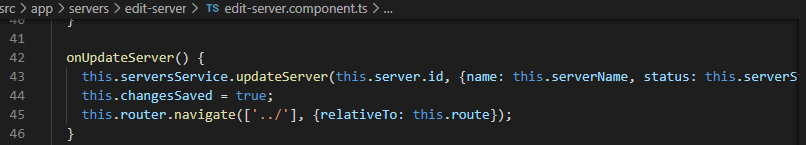 src > app > servers > edit-server > TS edit-server.component.ts > ...
40 }
41
42 onUpdateServer() {
43 this.serversService.updateServer(this.server.id, {name: this.serverName, status: this.serverSt
44 this.changesSaved = true;
45 this.router.navigate(['../'], {relativeTo: this.route});
46 }